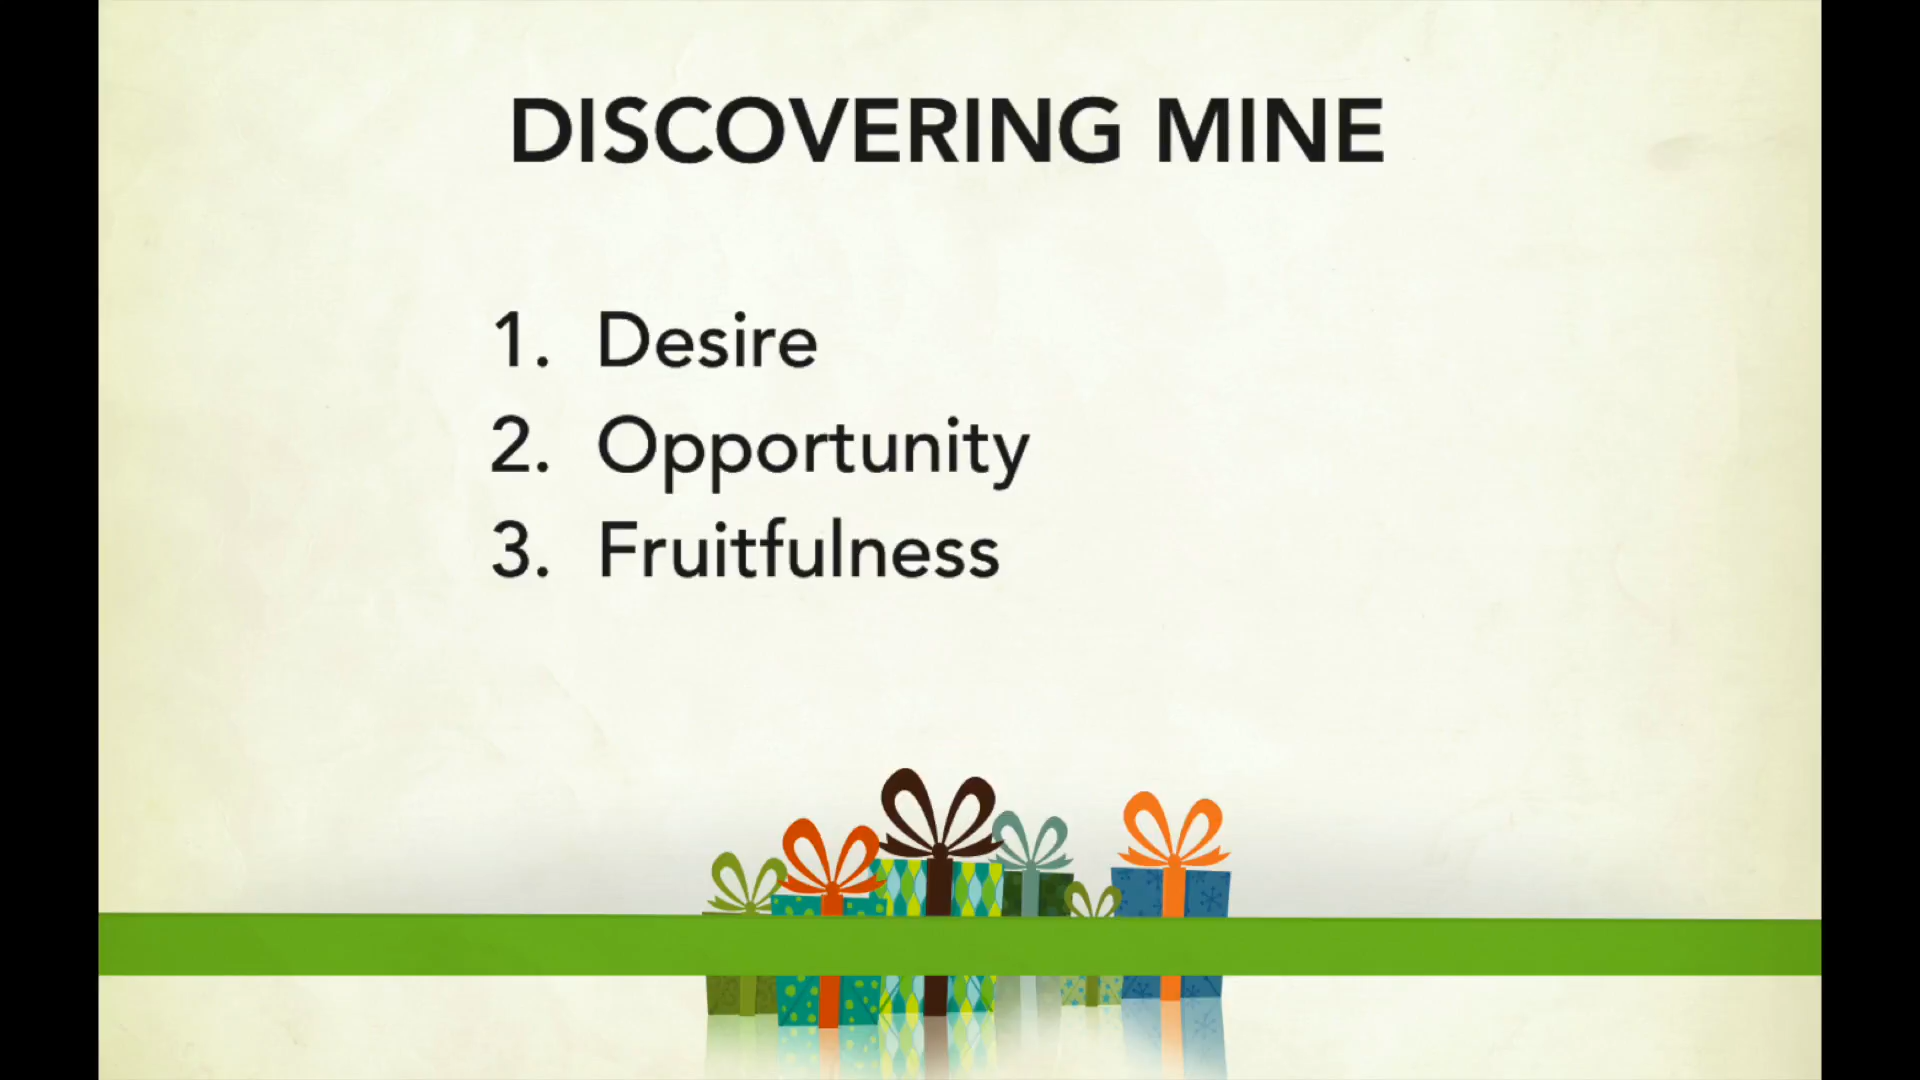 DISCOVERING MINE
1. Desire
2. Opportunity
3. Fruitfulness